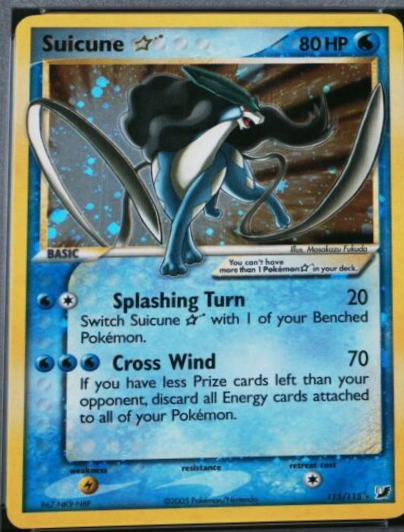 Suicune ☆
80 HP
BASIC
Illus. Masakazu Fukuda
You can't have
more than 1 Pokémon☆ in your deck.
Splashing Turn 20
Switch Suicune ☆ with 1 of your Benched
Pokémon.
Cross Wind 70
If you have less Prize cards left than your
opponent, discard all Energy cards attached
to all of your Pokémon.
weakness resistance retreat cost
©2005 Pokémon/Nintendo
115/115